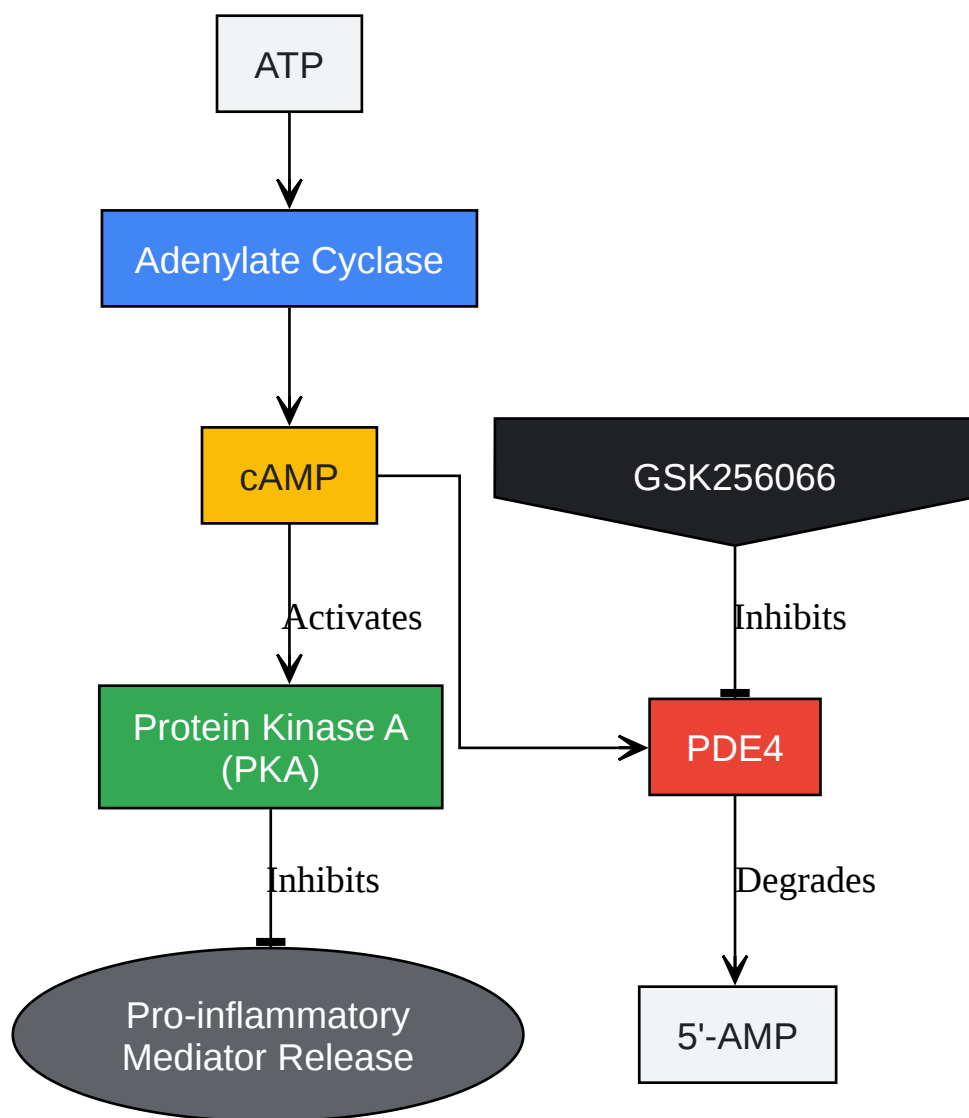 ATP
Adenylate Cyclase
cAMP
GSK256066
Activates
Inhibits
Protein Kinase A
(PKA)
PDE4
Inhibits
Degrades
Pro-inflammatory
Mediator Release
5'-AMP